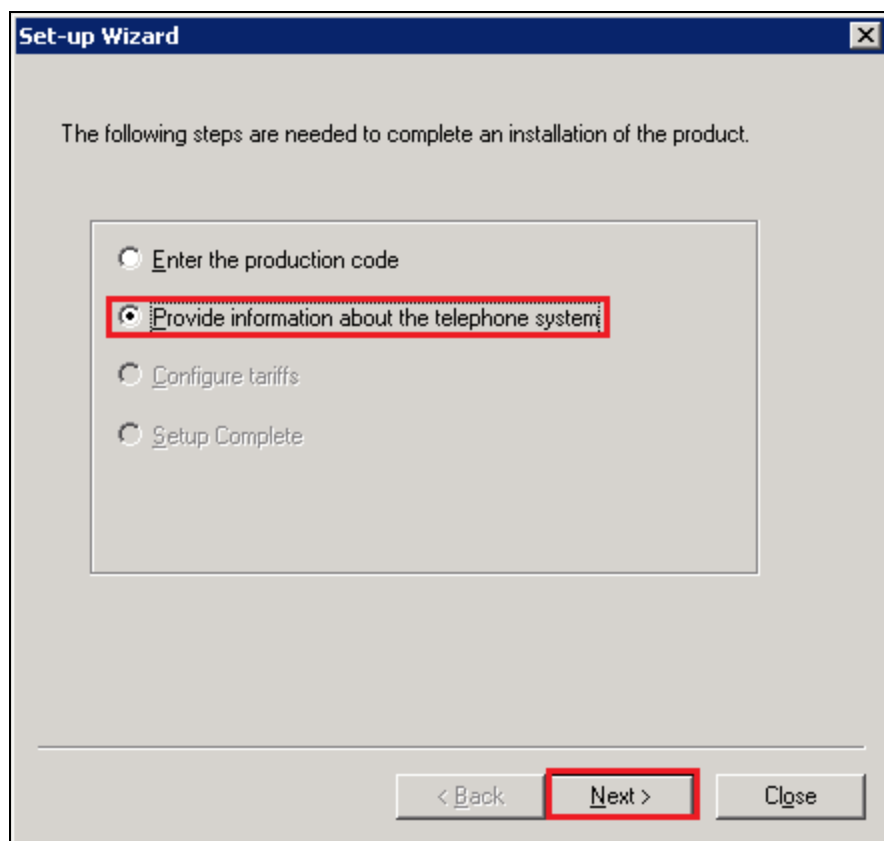 Set-up Wizard
The following steps are needed to complete an installation of the product.
Enter the production code
Provide information about the telephone system
Configure tariffs
Setup Complete
< Back
Next >
Close